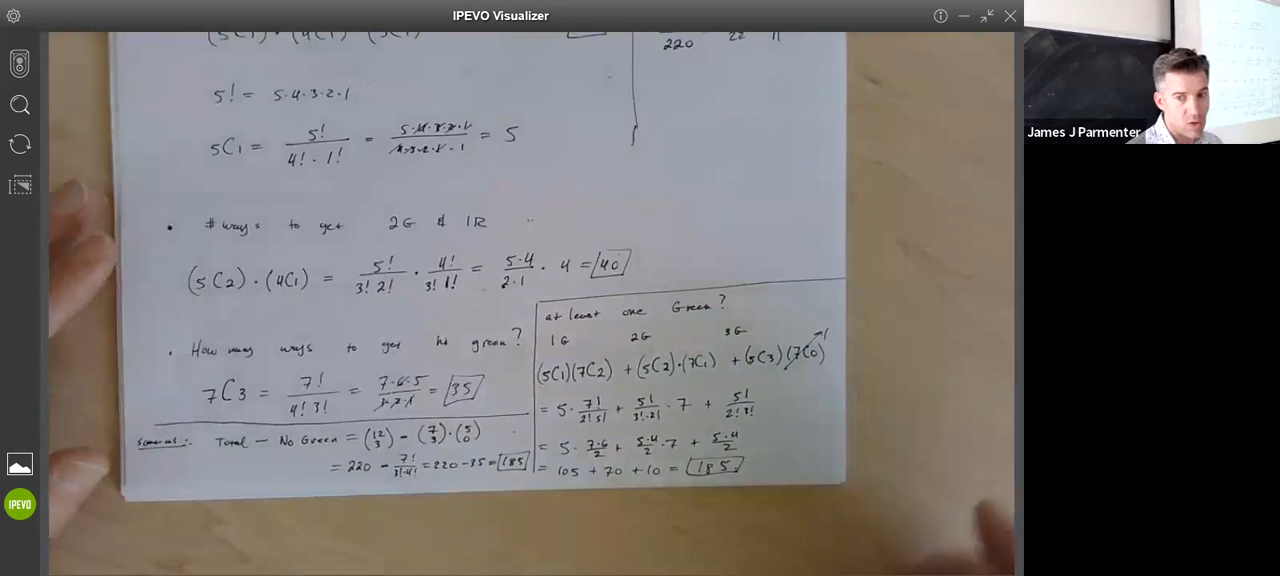 IPEVO Visualizer
(5C1) · (4C1) (3C1)
220 22 11
5! = 5·4·3·2·1
5C1 = 5! / 4!·1! = 5·4·3·2·1 / 4·3·2·1·1 = 5
James J Parmenter
• # ways to get 2G & 1R
(5C2)·(4C1) = 5! / 3! 2! · 4! / 3! 1! = 5·4 / 2·1 · 4 = 40
at least one Green?
1G 2G 3G
(5C1)(7C2) + (5C2)·(7C1) + (5C3)(7C0) 1
= 5· 7! / 2! 5! + 5! / 3!·2! · 7 + 5! / 2! 3!
= 5· 7·6 / 2 + 5·4 / 2 ·7 + 5·4 / 2
= 105 + 70 + 10 = 185
• How many ways to get no green?
7C3 = 7! / 4! 3! = 7·6·5 / 3·2·1 = 35
Total — No Green = (12 3) - (7 3)·(5 0)
= 220 - 7! / 3!·4! = 220 - 35 = 185
IPEVO